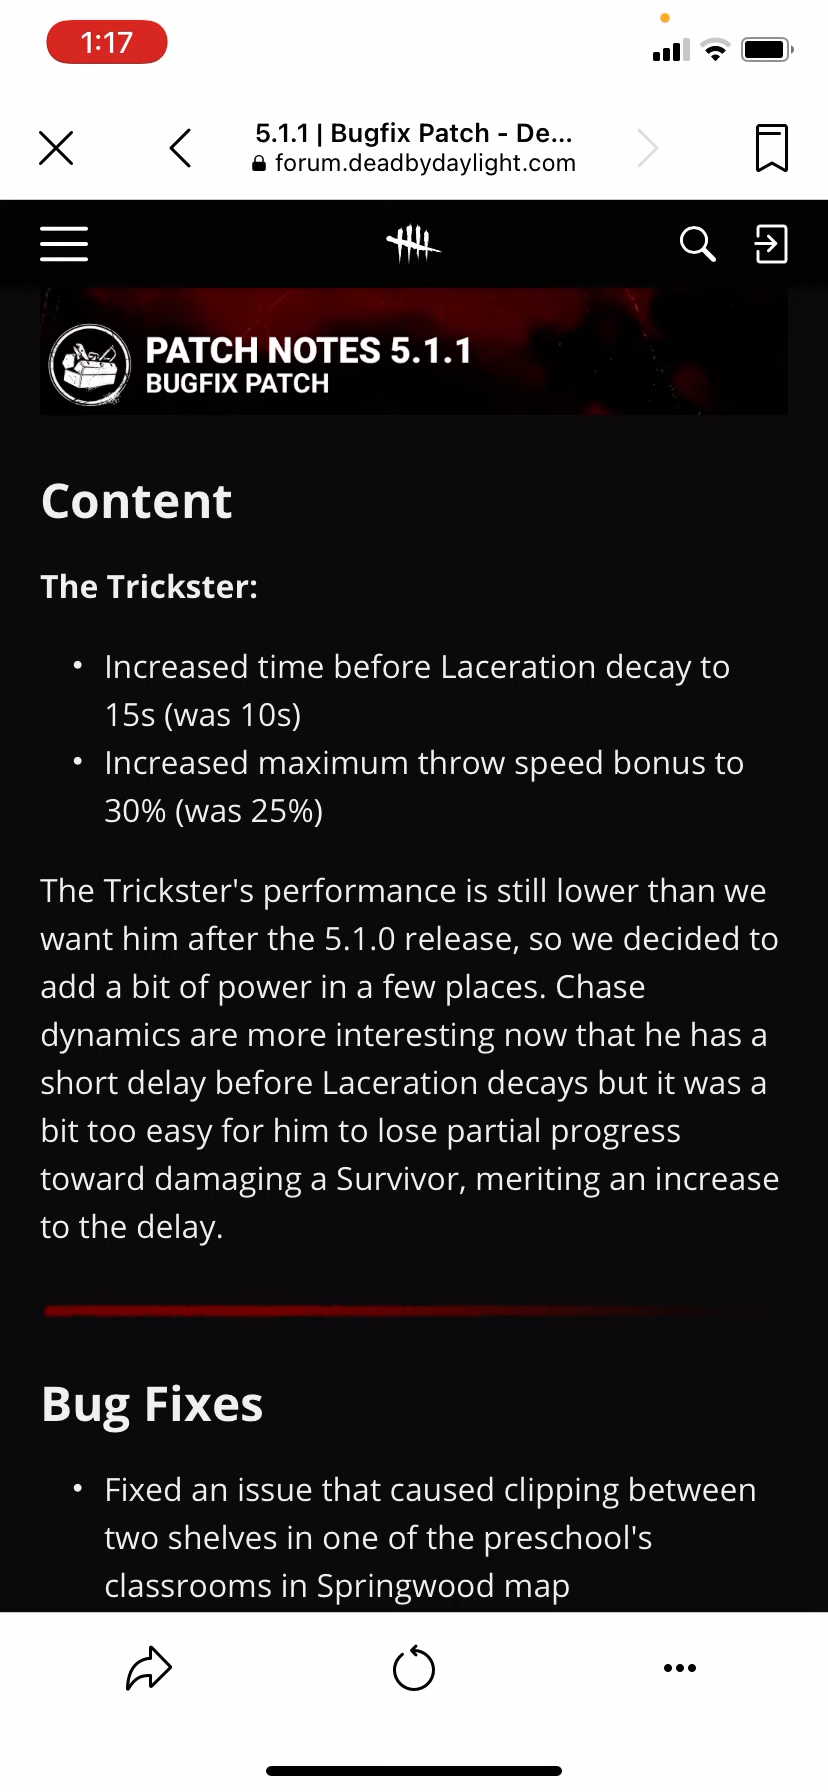 1:17
5.1.1 | Bugfix Patch - De...
forum.deadbydaylight.com
PATCH NOTES 5.1.1
BUGFIX PATCH
Content
The Trickster:
• Increased time before Laceration decay to
15s (was 10s)
• Increased maximum throw speed bonus to
30% (was 25%)
The Trickster's performance is still lower than we
want him after the 5.1.0 release, so we decided to
add a bit of power in a few places. Chase
dynamics are more interesting now that he has a
short delay before Laceration decays but it was a
bit too easy for him to lose partial progress
toward damaging a Survivor, meriting an increase
to the delay.
Bug Fixes
• Fixed an issue that caused clipping between
two shelves in one of the preschool's
classrooms in Springwood map